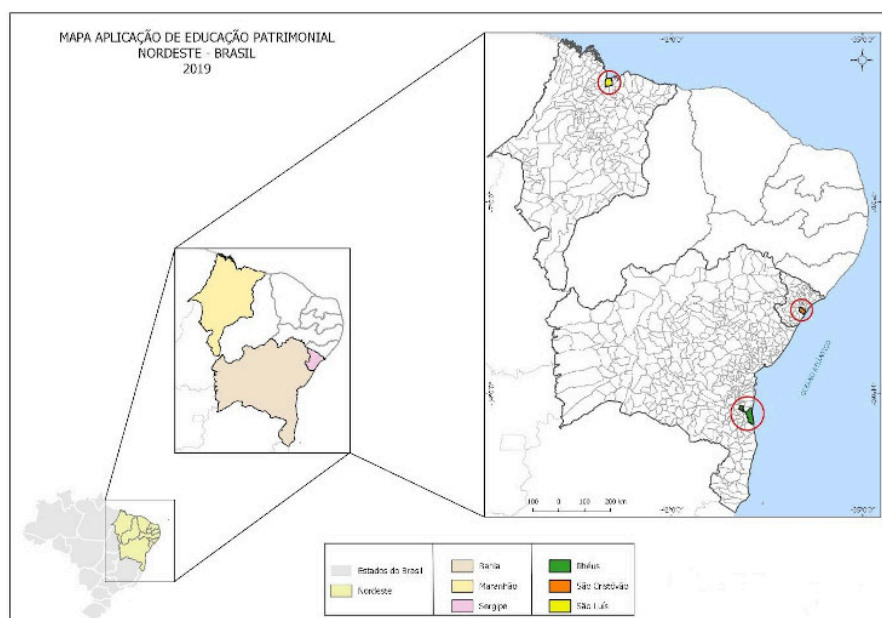 MAPA APLICAÇÃO DE EDUCAÇÃO PATRIMONIAL
NORDESTE - BRASIL
2019
OCEANO ATLÂNTICO
100 0 100 200 km
Estados do Brasil
Nordeste
Bahia
Maranhão
Sergipe
Ilhéus
São Cristóvão
São Luís